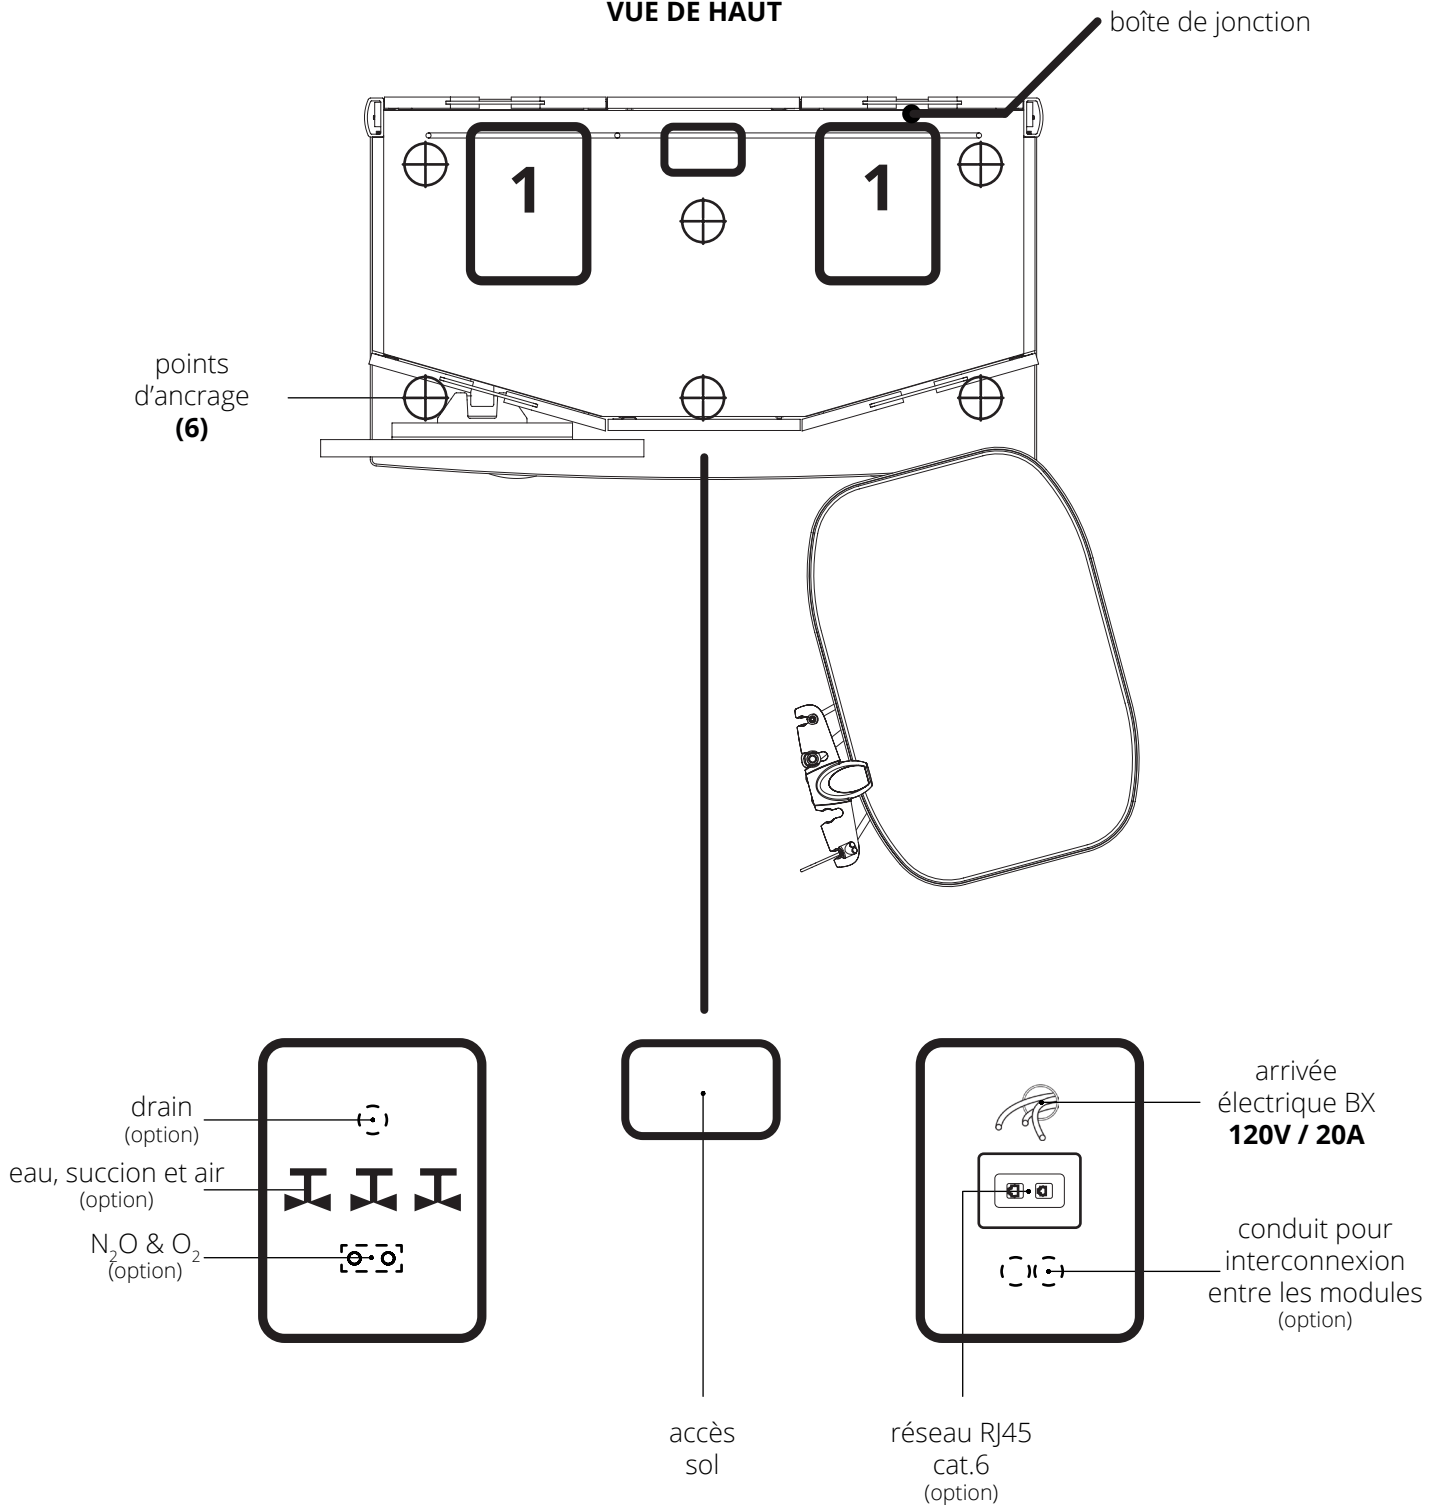 VUE DE HAUT
boîte de jonction
1
1
points
d’ancrage
(6)
drain
(option)
eau, succion et air
(option)
N₂O & O₂
(option)
arrivée
électrique BX
120V / 20A
conduit pour
interconnexion
entre les modules
(option)
accès
sol
réseau RJ45
cat.6
(option)